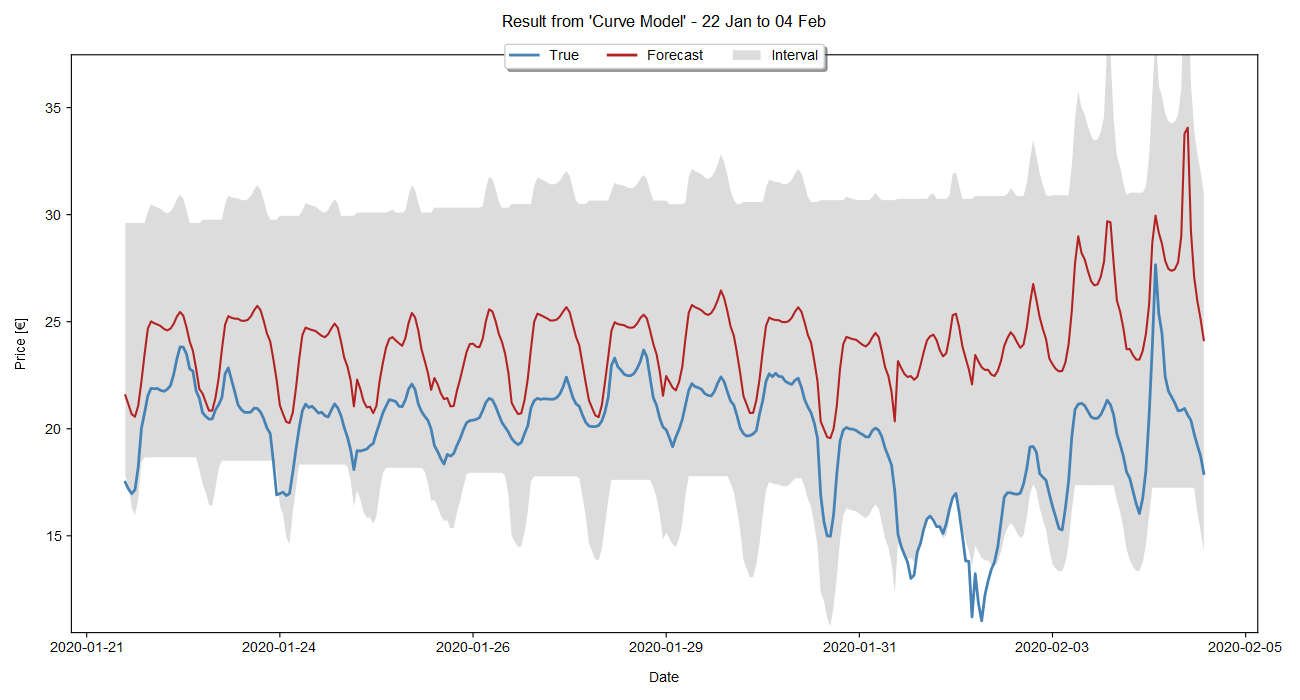 Result from 'Curve Model' - 22 Jan to 04 Feb
True Forecast Interval
Price [€]
35
30
25
20
15
2020-01-21 2020-01-24 2020-01-26 2020-01-29 2020-01-31 2020-02-03 2020-02-05
Date